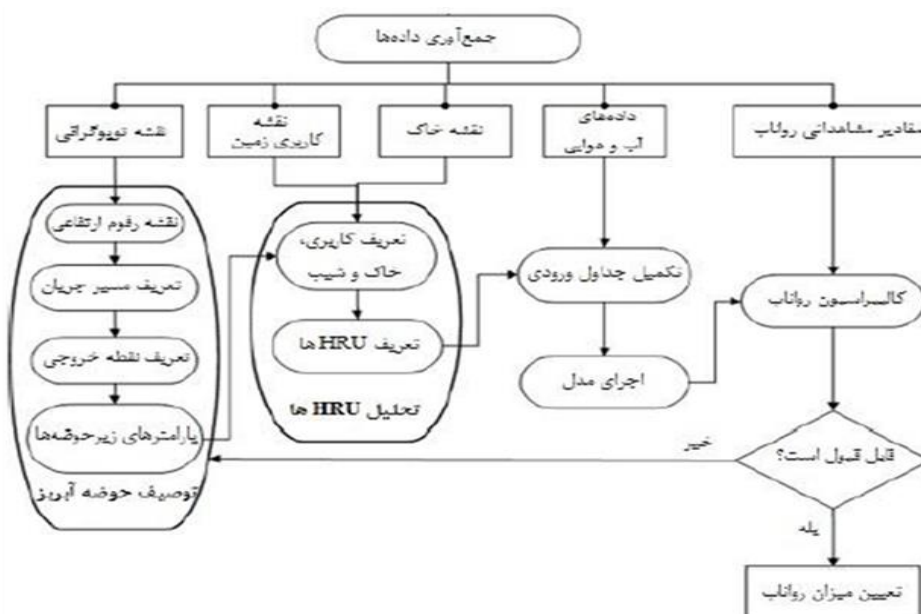 جمع‌آوری داده‌ها
مقادیر مشاهداتی رواناب
داده‌های
آب و هوایی
نقشه خاک
نقشه
کاربری زمین
نقشه توپوگرافی
نقشه رقوم ارتفاعی
تعریف مسیر جریان
تعریف نقطه خروجی
پارامترهای زیرحوضه‌ها
توصیف حوضه آبریز
تعریف کاربری،
خاک و شیب
تعریف HRU ها
تحلیل HRU ها
تکمیل جداول ورودی
اجرای مدل
کالیبراسیون رواناب
قابل قبول است؟
خیر
بله
تعیین میزان رواناب